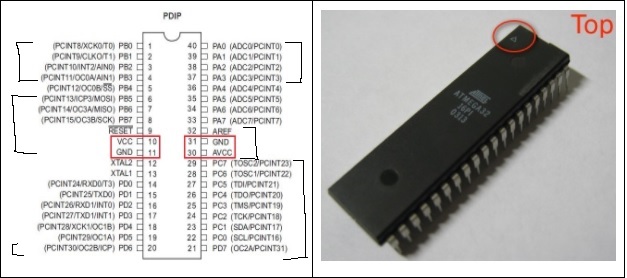 PDIP
(PCINT8/XCK0/T0) PB0 1 40 PA0 (ADC0/PCINT0)
(PCINT9/CLKO/T1) PB1 2 39 PA1 (ADC1/PCINT1)
(PCINT10/INT2/AIN0) PB2 3 38 PA2 (ADC2/PCINT2)
(PCINT11/OC0A/AIN1) PB3 4 37 PA3 (ADC3/PCINT3)
(PCINT12/OC0B/SS) PB4 5 36 PA4 (ADC4/PCINT4)
(PCINT13/ICP3/MOSI) PB5 6 35 PA5 (ADC5/PCINT5)
(PCINT14/OC3A/MISO) PB6 7 34 PA6 (ADC6/PCINT6)
(PCINT15/OC3B/SCK) PB7 8 33 PA7 (ADC7/PCINT7)
RESET 9 32 AREF
VCC 10 31 GND
GND 11 30 AVCC
XTAL2 12 29 PC7 (TOSC2/PCINT23)
XTAL1 13 28 PC6 (TOSC1/PCINT22)
(PCINT24/RXD0/T3) PD0 14 27 PC5 (TDI/PCINT21)
(PCINT25/TXD0) PD1 15 26 PC4 (TDO/PCINT20)
(PCINT26/RXD1/INT0) PD2 16 25 PC3 (TMS/PCINT19)
(PCINT27/TXD1/INT1) PD3 17 24 PC2 (TCK/PCINT18)
(PCINT28/XCK1/OC1B) PD4 18 23 PC1 (SDA/PCINT17)
(PCINT29/OC1A) PD5 19 22 PC0 (SCL/PCINT16)
(PCINT30/OC2B/ICP) PD6 20 21 PD7 (OC2A/PCINT31)
Top
ATMEGA32
16PI
0313